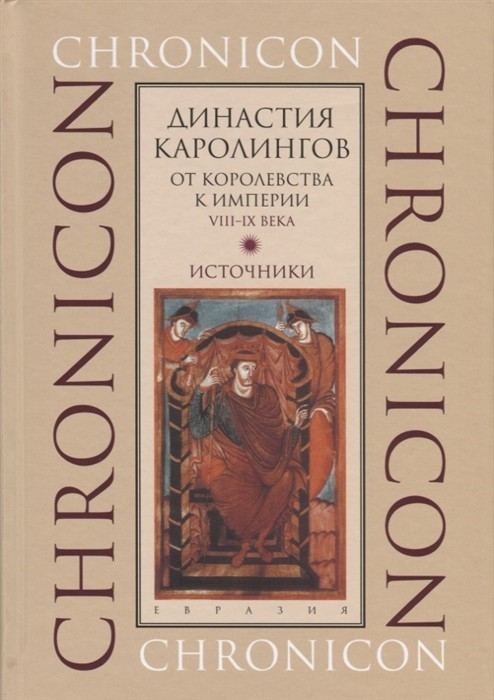 CHRONICON
CHRONICON
CHRONICON
ДИНАСТИЯ
КАРОЛИНГОВ
ОТ КОРОЛЕВСТВА
К ИМПЕРИИ
VIII–IX ВЕКА
ИСТОЧНИКИ
ЕВРАЗИЯ
CHRONICON